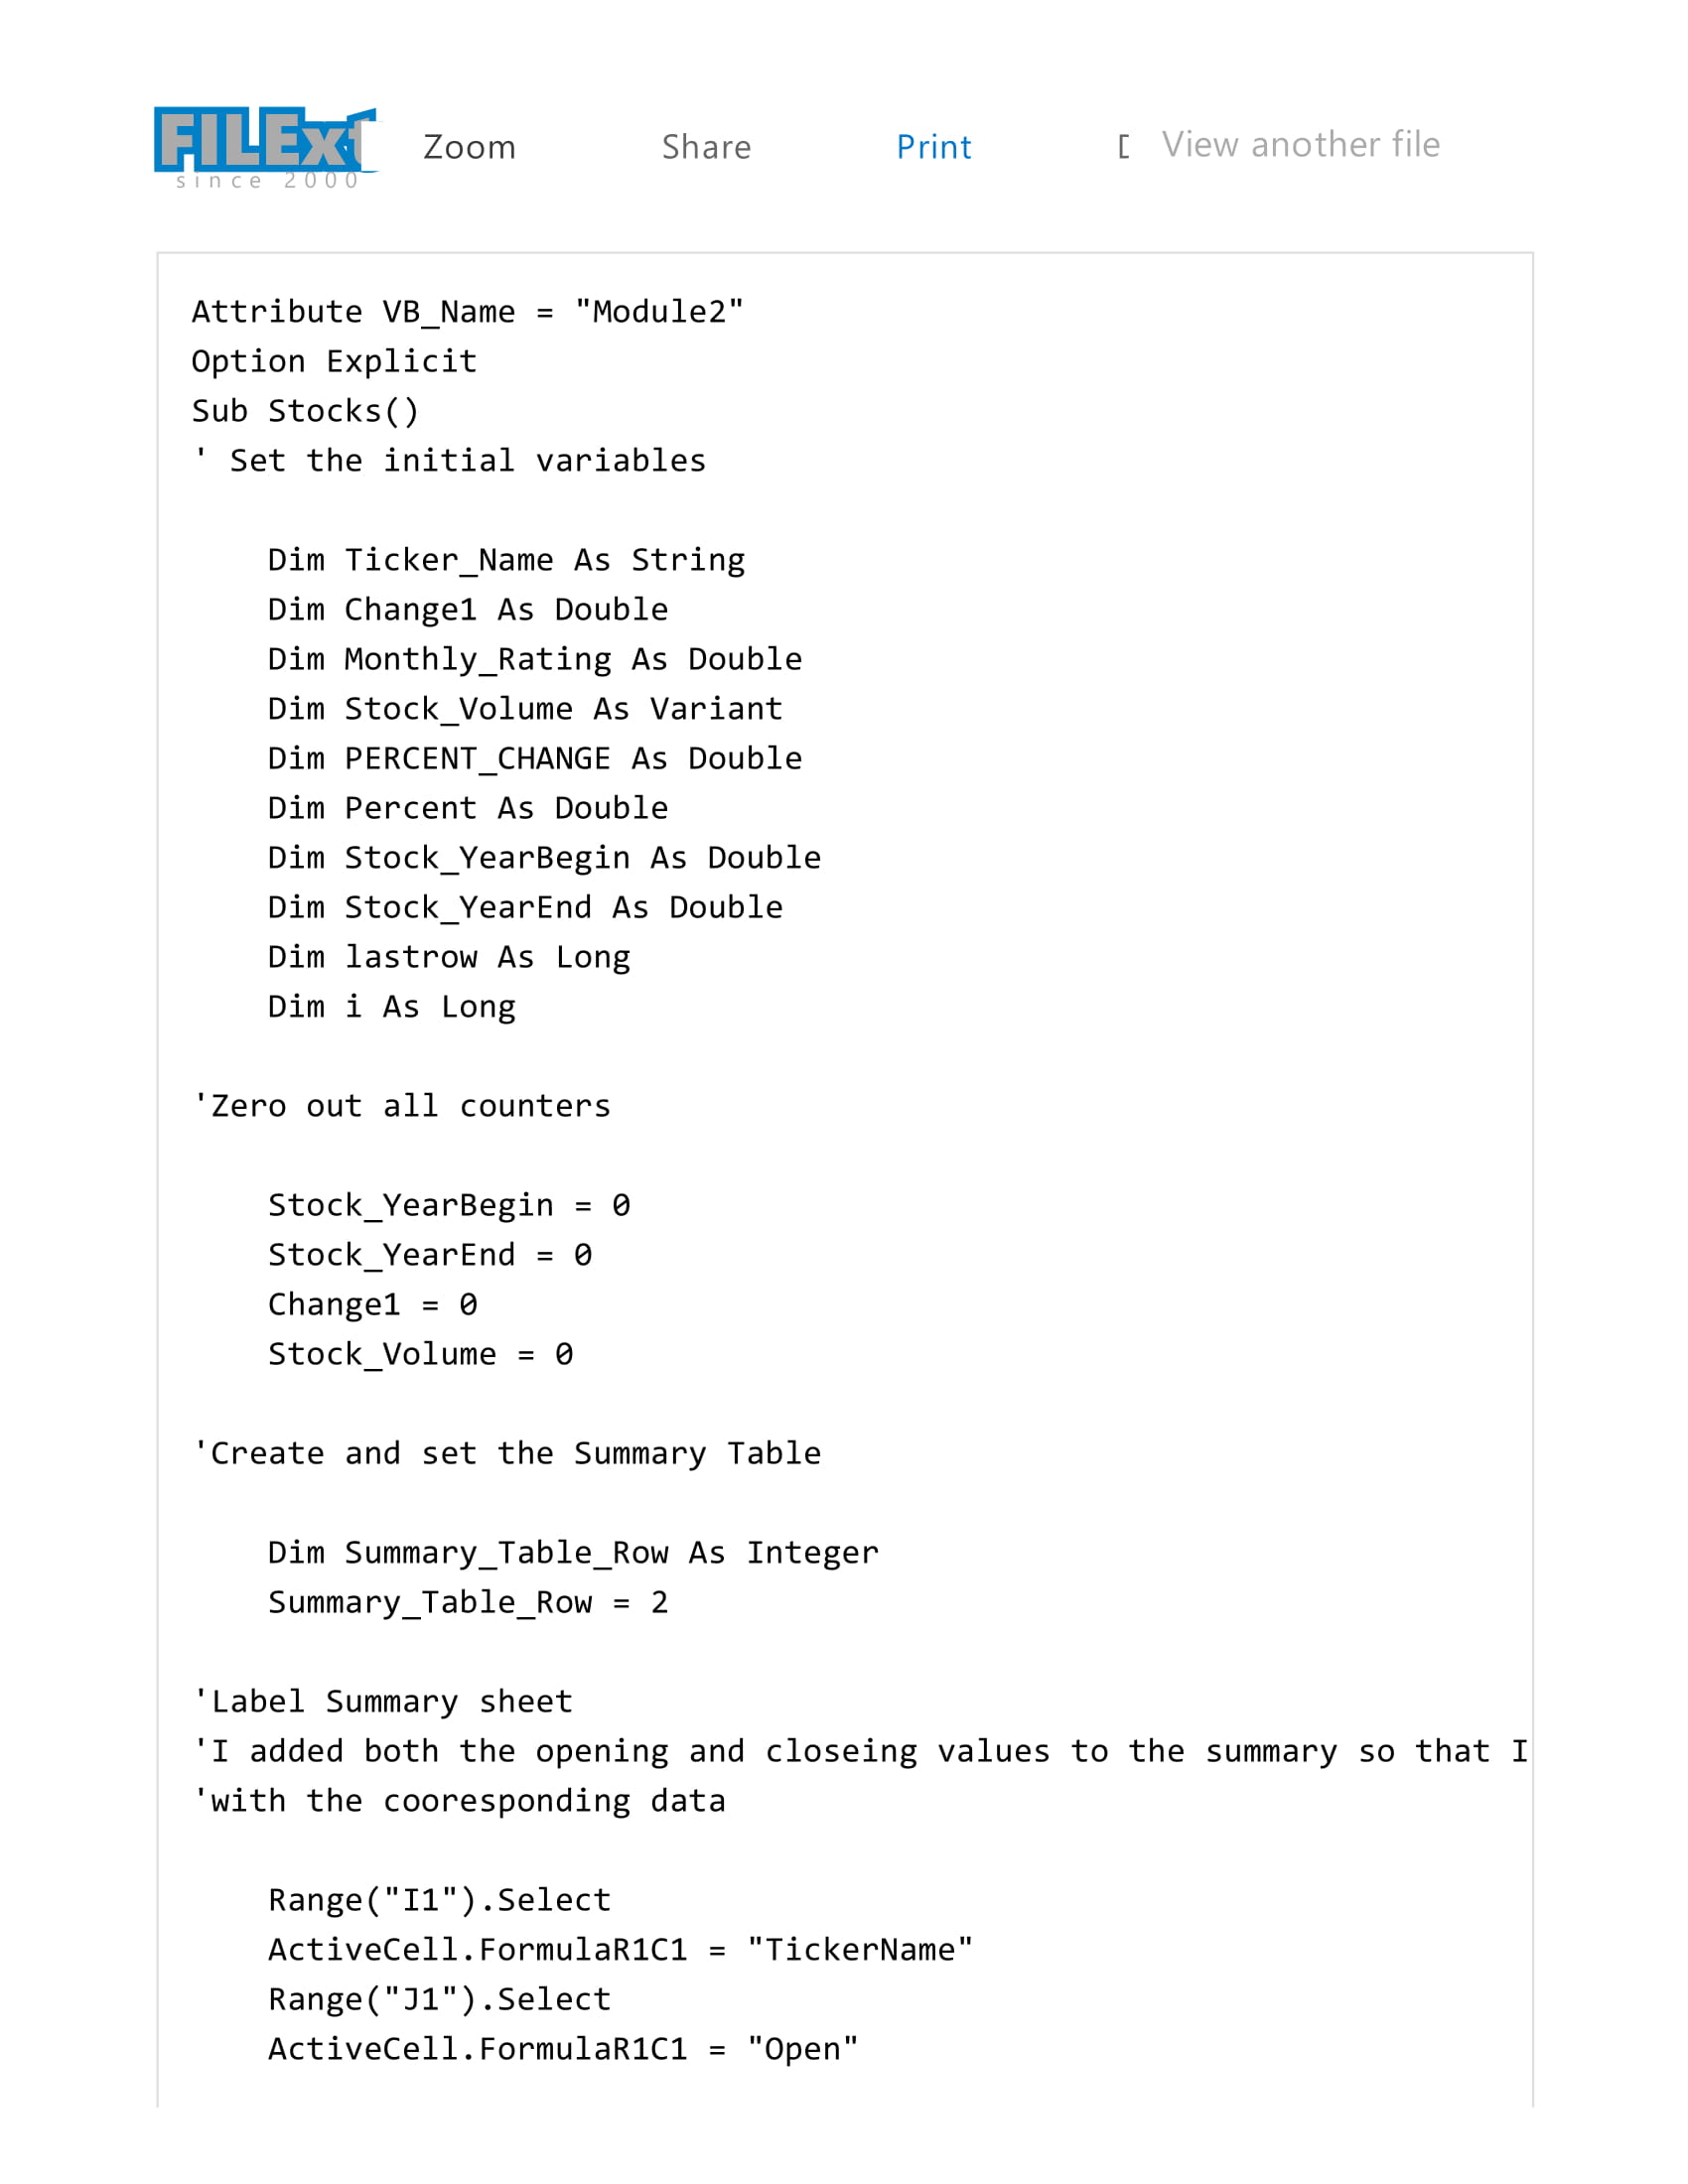 FILExt
since 2000
Zoom Share Print View another file
Attribute VB_Name = "Module2"
Option Explicit
Sub Stocks()
' Set the initial variables
Dim Ticker_Name As String
Dim Change1 As Double
Dim Monthly_Rating As Double
Dim Stock_Volume As Variant
Dim PERCENT_CHANGE As Double
Dim Percent As Double
Dim Stock_YearBegin As Double
Dim Stock_YearEnd As Double
Dim lastrow As Long
Dim i As Long
'Zero out all counters
Stock_YearBegin = 0
Stock_YearEnd = 0
Change1 = 0
Stock_Volume = 0
'Create and set the Summary Table
Dim Summary_Table_Row As Integer
Summary_Table_Row = 2
'Label Summary sheet
'I added both the opening and closeing values to the summary so that I
'with the cooresponding data
Range("I1").Select
ActiveCell.FormulaR1C1 = "TickerName"
Range("J1").Select
ActiveCell.FormulaR1C1 = "Open"